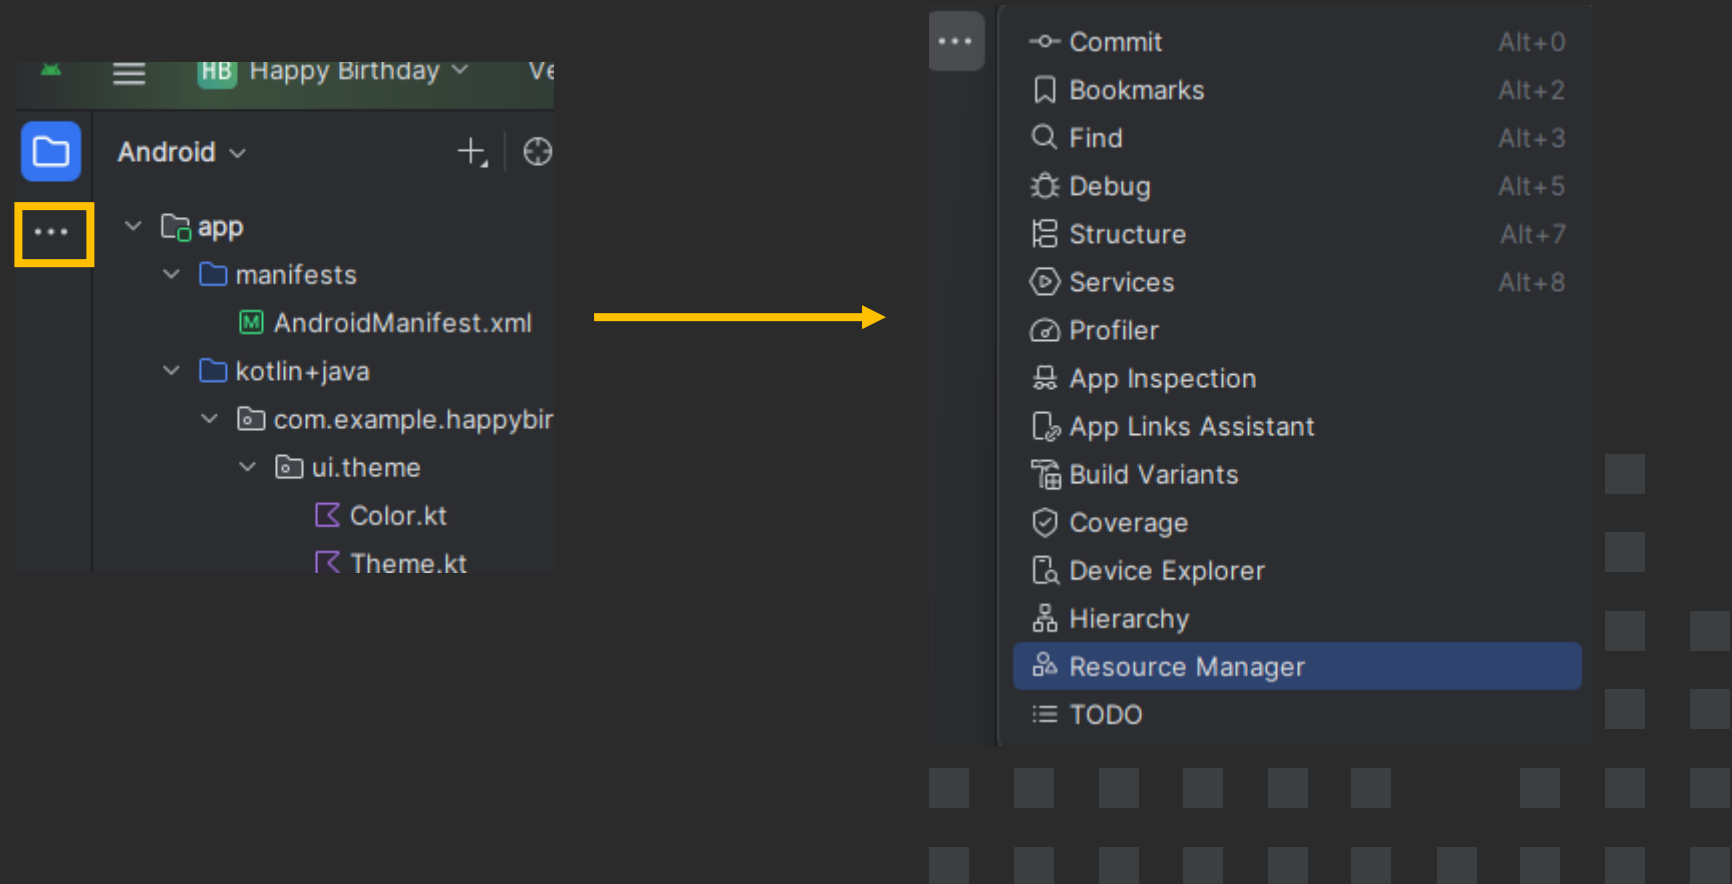 HB Happy Birthday
Android
app
manifests
AndroidManifest.xml
kotlin+java
com.example.happybir
ui.theme
Color.kt
Theme.kt
Commit Alt+0
Bookmarks Alt+2
Find Alt+3
Debug Alt+5
Structure Alt+7
Services Alt+8
Profiler
App Inspection
App Links Assistant
Build Variants
Coverage
Device Explorer
Hierarchy
Resource Manager
TODO